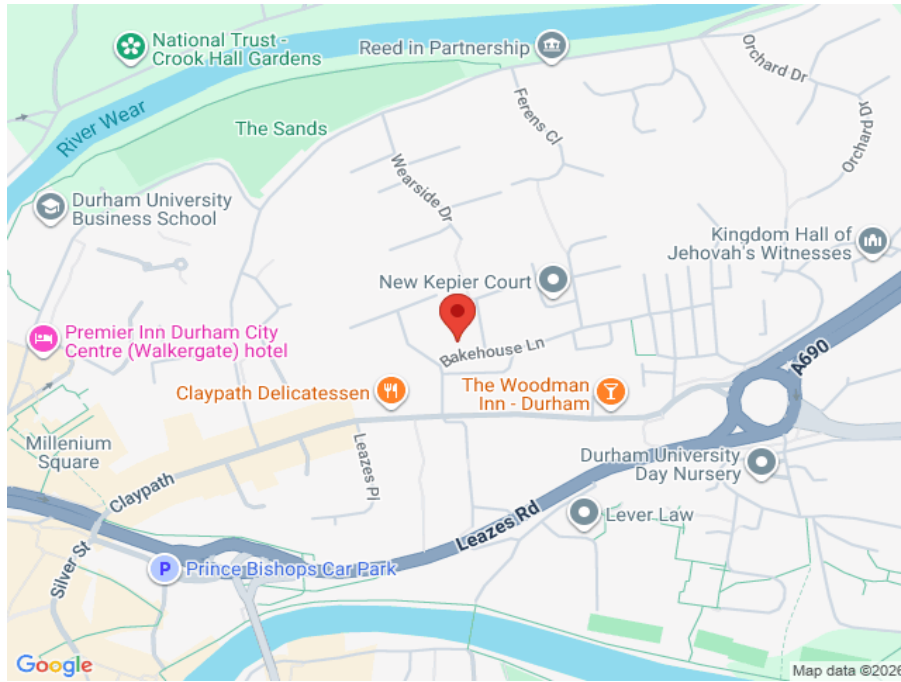 National Trust -
Crook Hall Gardens
Reed in Partnership
Orchard Dr
Orchard Dr
River Wear
The Sands
Ferens Cl
Wearside Dr
Durham University
Business School
Kingdom Hall of
Jehovah's Witnesses
New Kepier Court
Premier Inn Durham City
Centre (Walkergate) hotel
Bakehouse Ln
A690
Claypath Delicatessen
The Woodman
Inn - Durham
Millenium
Square
Claypath
Leazes Pl
Durham University
Day Nursery
Leazes Rd
Lever Law
Silver St
P
Prince Bishops Car Park
Google
Map data ©2026